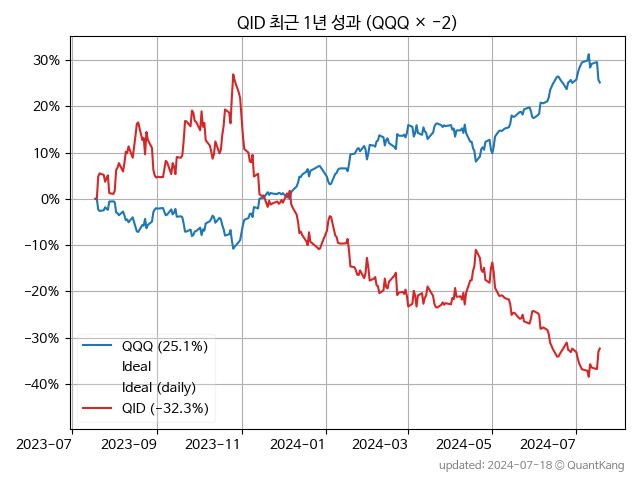 QID 최근 1년 성과 (QQQ × −2)
30%
20%
10%
0%
−10%
−20%
−30%
−40%
QQQ (25.1%)
Ideal
Ideal (daily)
QID (−32.3%)
2023−07
2023−09
2023−11
2024−01
2024−03
2024−05
2024−07
updated: 2024−07−18 © QuantKang